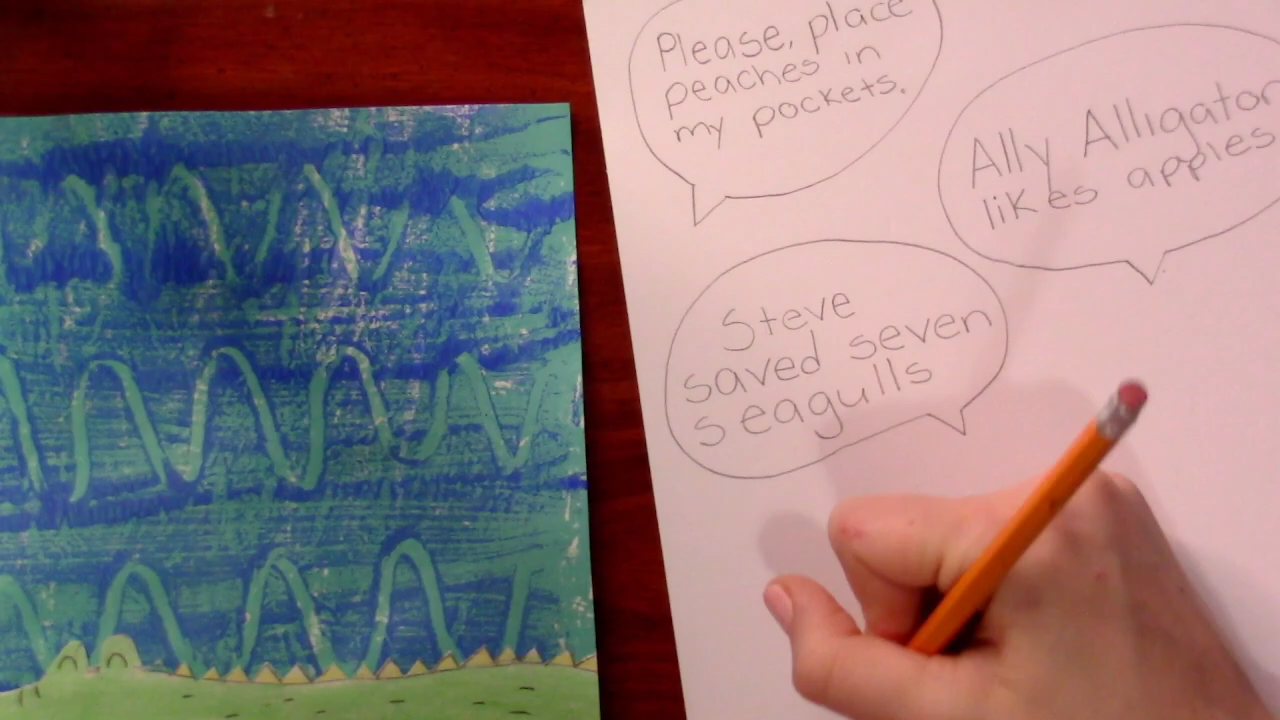 Please, place
peaches in
my pockets.
Ally Alligator
likes apples
Steve
saved seven
seagulls